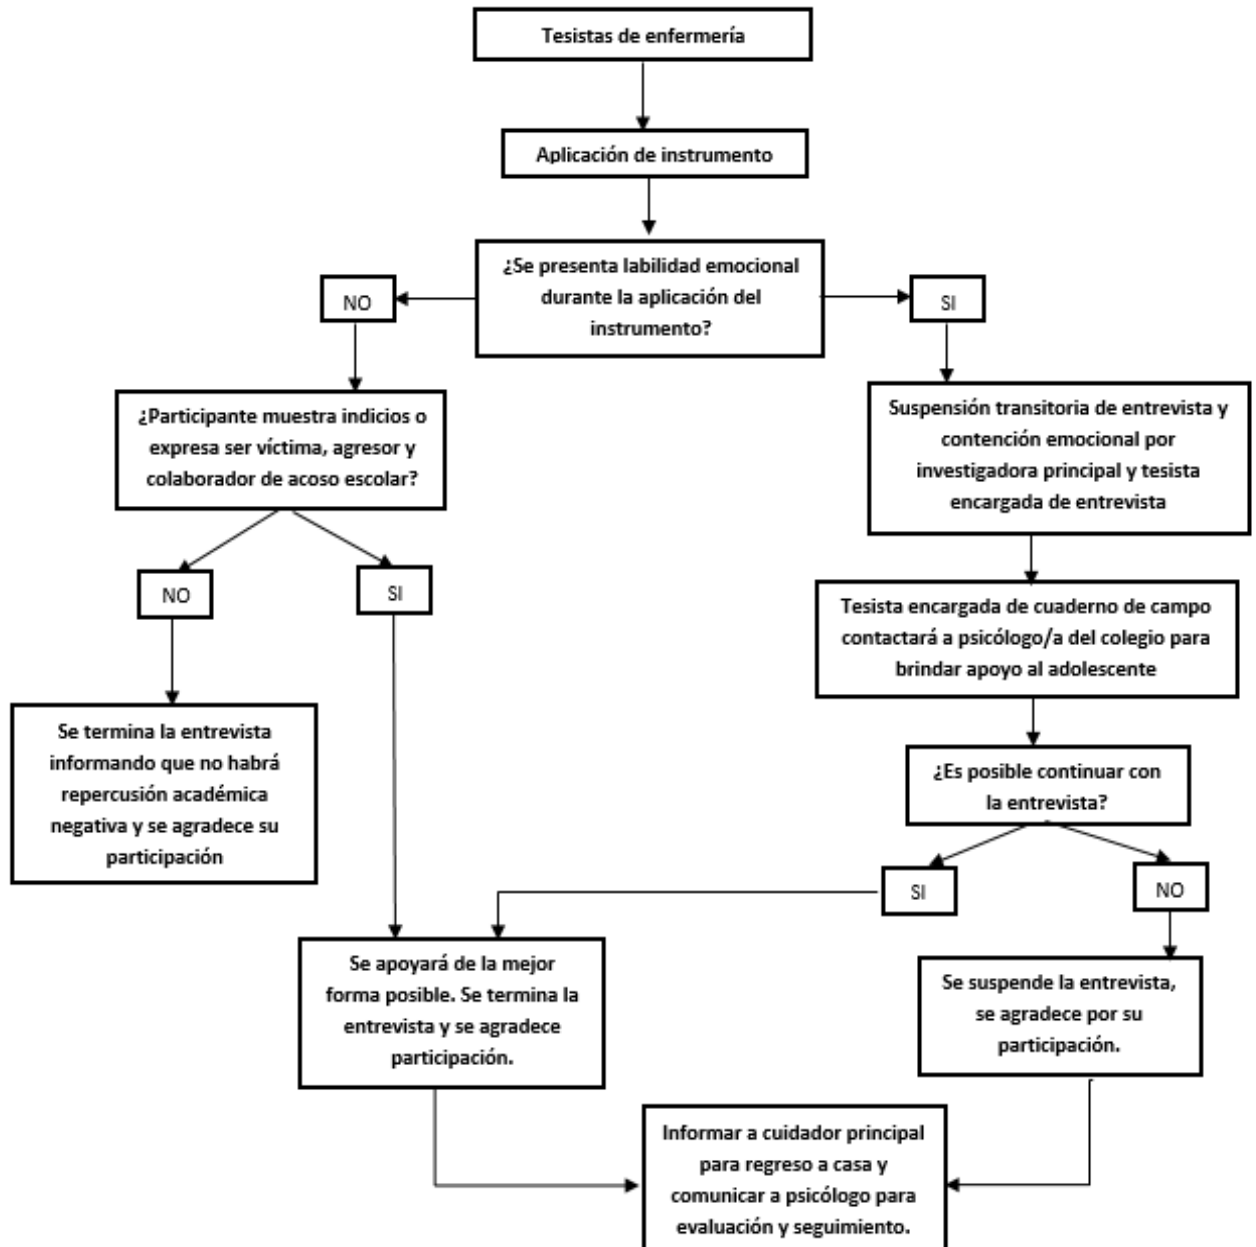 Tesistas de enfermería
Aplicación de instrumento
¿Se presenta labilidad emocional
durante la aplicación del
instrumento?
NO
SI
¿Participante muestra indicios o
expresa ser víctima, agresor y
colaborador de acoso escolar?
Suspensión transitoria de entrevista y
contención emocional por
investigadora principal y tesista
encargada de entrevista
NO
SI
Tesista encargada de cuaderno de campo
contactará a psicólogo/a del colegio para
brindar apoyo al adolescente
Se termina la entrevista
informando que no habrá
repercusión académica
negativa y se agradece su
participación
¿Es posible continuar con
la entrevista?
SI
NO
Se apoyará de la mejor
forma posible. Se termina la
entrevista y se agradece
participación.
Se suspende la entrevista,
se agradece por su
participación.
Informar a cuidador principal
para regreso a casa y
comunicar a psicólogo para
evaluación y seguimiento.